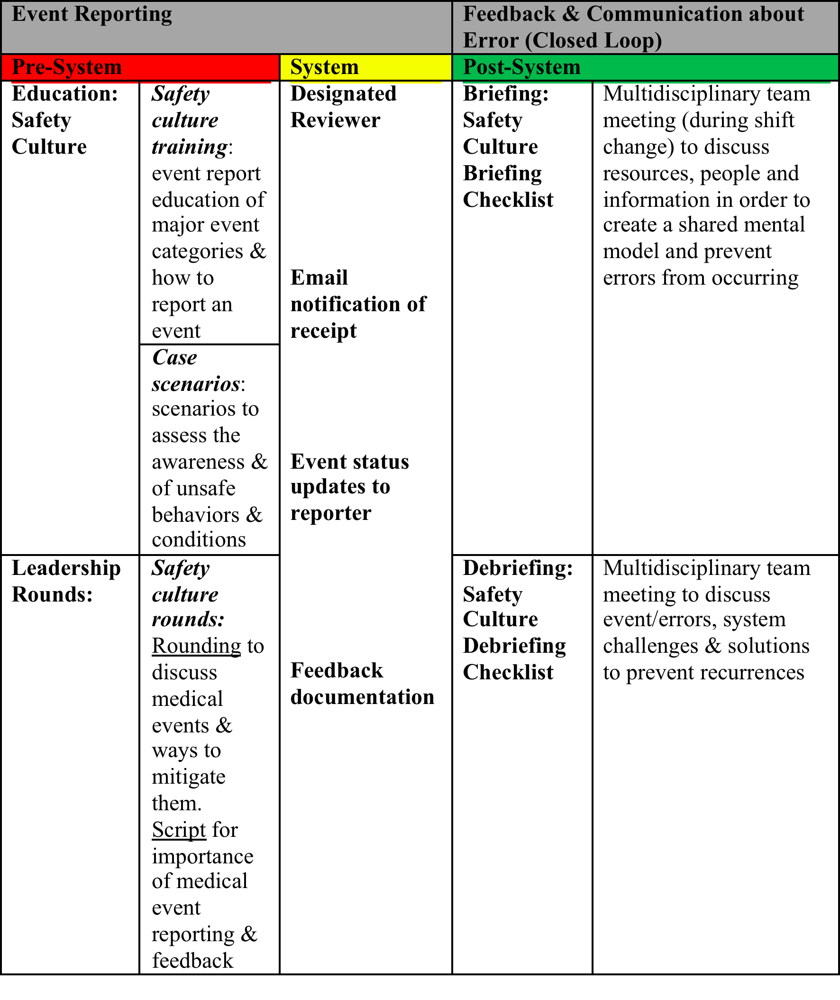 Event Reporting
Feedback & Communication about
Error (Closed Loop)
Pre-System
System
Post-System
Education:
Safety
Culture
Safety
culture
training:
event report
education of
major event
categories &
how to
report an
event
Case
scenarios:
scenarios to
assess the
awareness &
of unsafe
behaviors &
conditions
Designated
Reviewer
Email
notification of
receipt
Event status
updates to
reporter
Feedback
documentation
Briefing:
Safety
Culture
Briefing
Checklist
Multidisciplinary team
meeting (during shift
change) to discuss
resources, people and
information in order to
create a shared mental
model and prevent
errors from occurring
Leadership
Rounds:
Safety
culture
rounds:
Rounding to
discuss
medical
events &
ways to
mitigate
them.
Script for
importance
of medical
event
reporting &
feedback
Debriefing:
Safety
Culture
Debriefing
Checklist
Multidisciplinary team
meeting to discuss
event/errors, system
challenges & solutions
to prevent recurrences